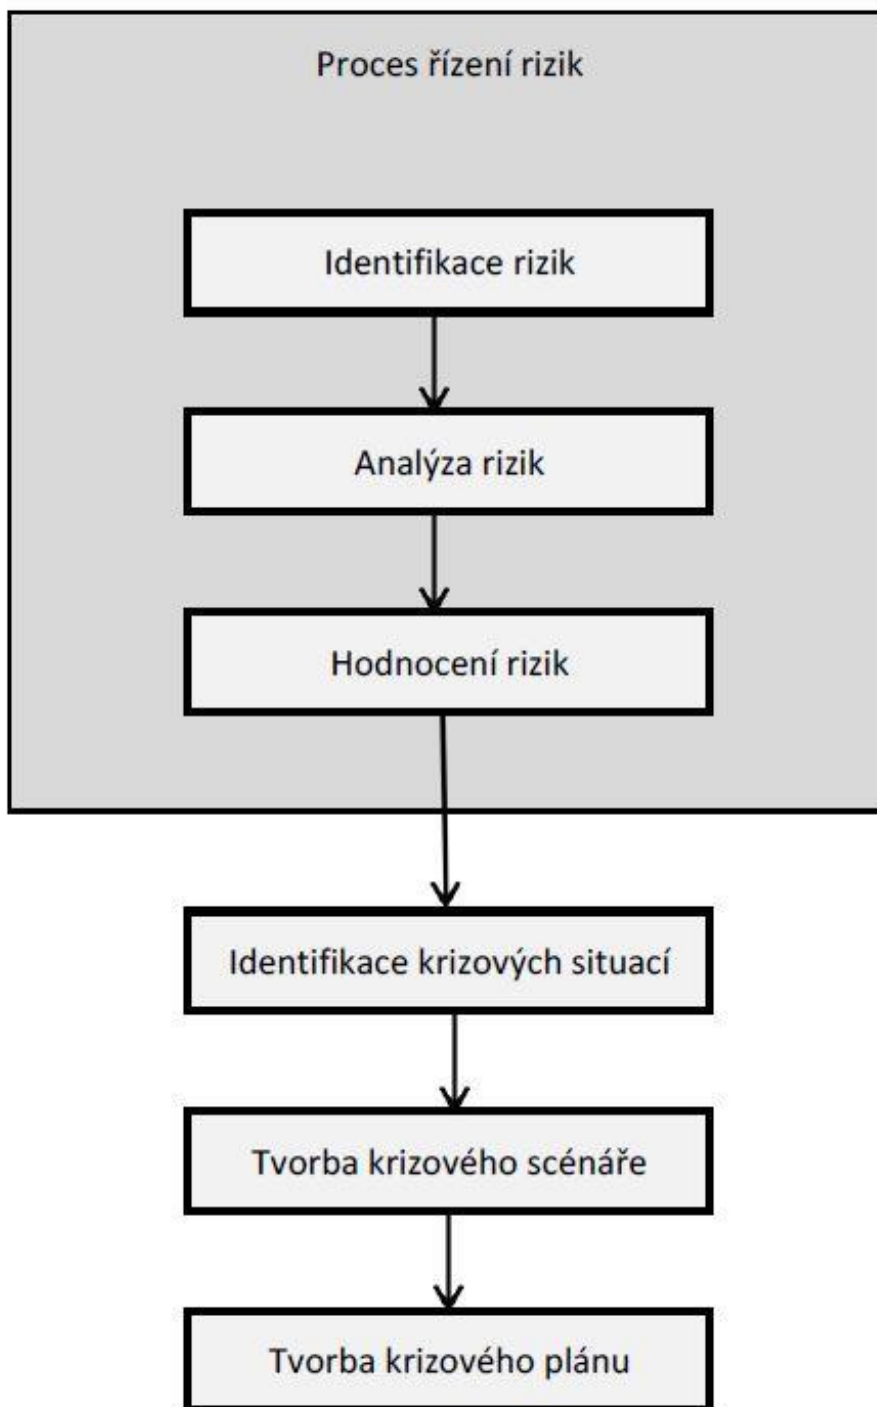 Proces řízení rizik
Identifikace rizik
Analýza rizik
Hodnocení rizik
Identifikace krizových situací
Tvorba krizového scénáře
Tvorba krizového plánu